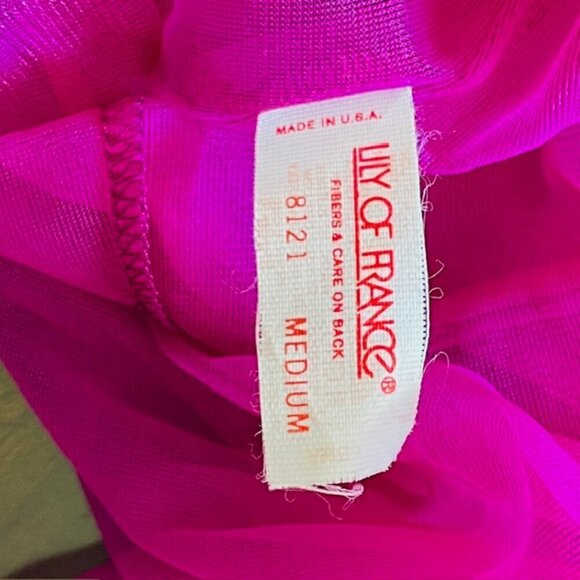 MADE IN U.S.A.
LILY OF FRANCE®
FIBERS & CARE ON BACK
8121 MEDIUM